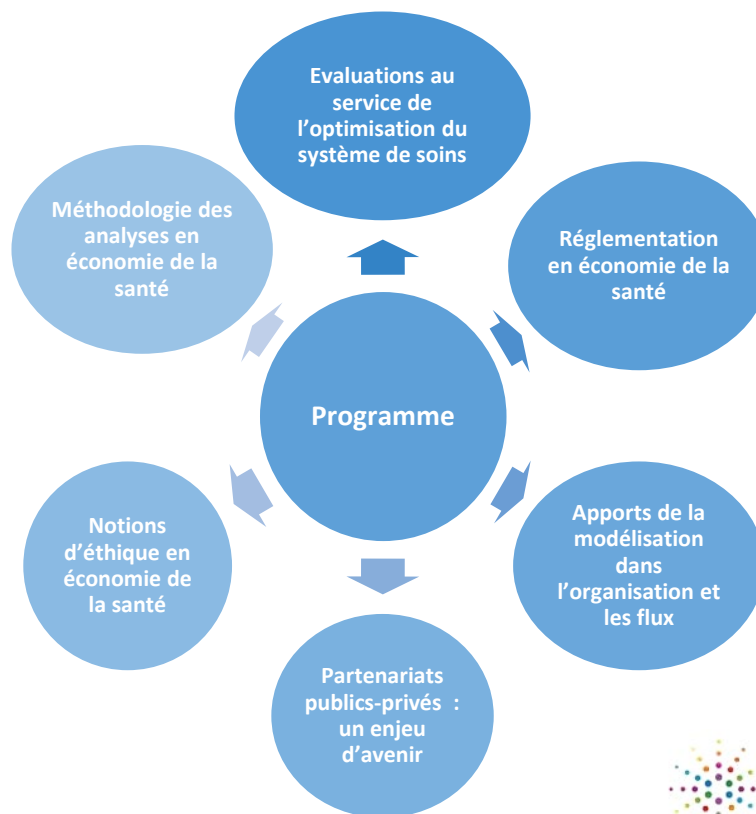 Evaluations au
service de
l'optimisation du
système de soins
Réglementation
en économie de la
santé
Apports de la
modélisation
dans
l'organisation et
les flux
Partenariats
publics-privés  :
un enjeu
d'avenir
Notions
d'éthique en
économie de
la santé
Méthodologie des
analyses en
économie de la
santé
Programme